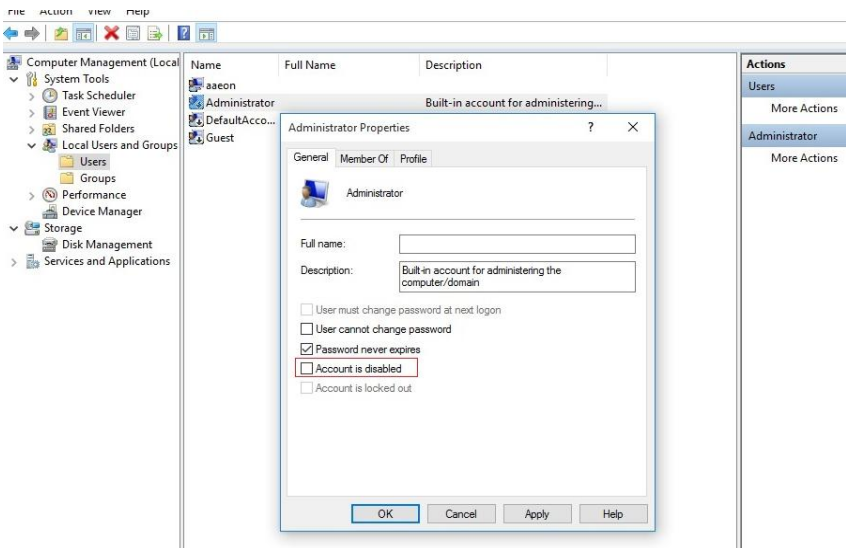 File Action View Help
Computer Management (Local
System Tools
Task Scheduler
Event Viewer
Shared Folders
Local Users and Groups
Users
Groups
Performance
Device Manager
Storage
Disk Management
Services and Applications
Name Full Name Description
aaeon
Administrator Built-in account for administering...
DefaultAcco...
Guest
Administrator Properties ?
General Member Of Profile
Administrator
Full name:
Description: Built-in account for administering the
computer/domain
User must change password at next logon
User cannot change password
Password never expires
Account is disabled
Account is locked out
OK Cancel Apply Help
Actions
Users
More Actions
Administrator
More Actions